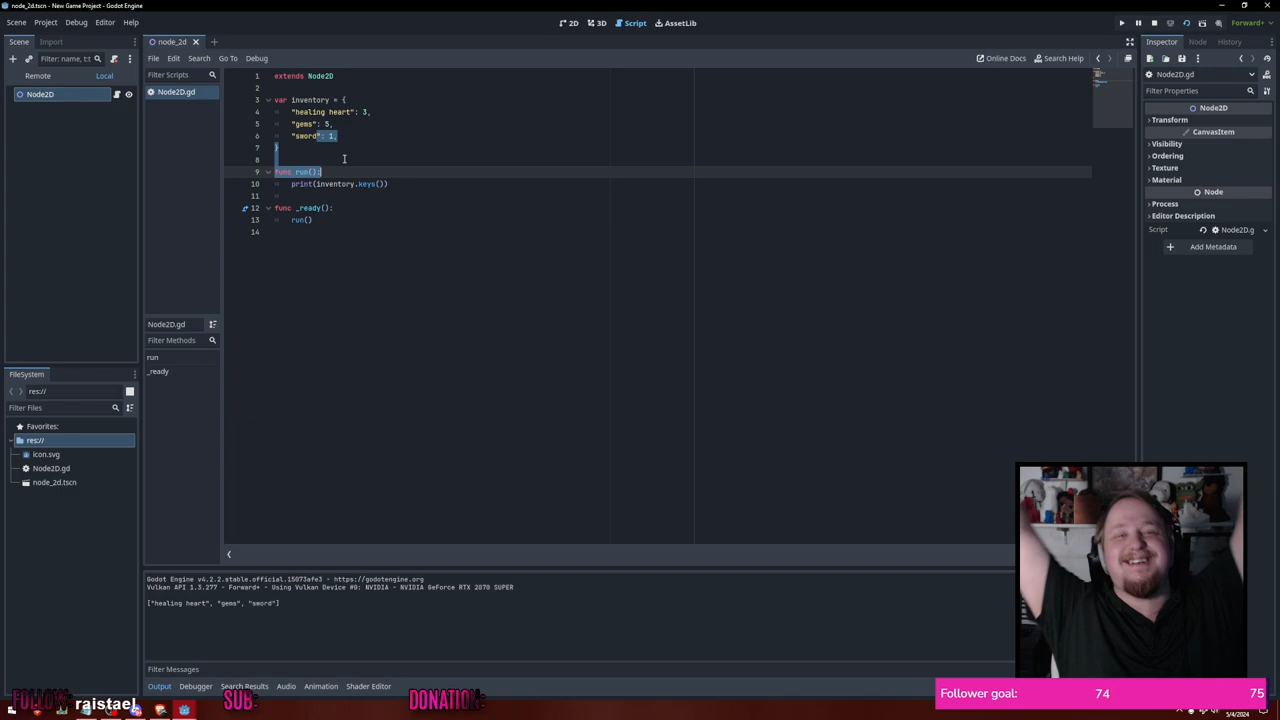 node_2d.tscn - New Game Project - Godot Engine
Scene Project Debug Editor Help
2D 3D Script AssetLib
Forward+
Scene Import
node_2d
Inspector Node History
Filter: name, t:t
File Edit Search Go To Debug
Online Docs Search Help
Remote Local
Filter Scripts
Node2D.gd
Node2D
Node2D.gd
Filter Properties
Node2D
Transform
CanvasItem
Visibility
Ordering
Texture
Material
Node
Process
Editor Description
Script Node2D.g
Add Metadata
1 extends Node2D
2
3 var inventory = {
4 "healing heart": 3,
5 "gems": 5,
6 "sword": 1,
7 }
8
9 func run():
10 print(inventory.keys())
11
12 func _ready():
13 run()
14
Node2D.gd
Filter Methods
run
_ready
FileSystem
res://
Filter Files
Favorites:
res://
icon.svg
Node2D.gd
node_2d.tscn
Godot Engine v4.2.2.stable.official.15073afe3 - https://godotengine.org
Vulkan API 1.3.277 - Forward+ - Using Vulkan Device #0: NVIDIA - NVIDIA GeForce RTX 2070 SUPER
["healing heart", "gems", "sword"]
Filter Messages
Output Debugger Search Results Audio Animation Shader Editor
FOLLOW: raistael SUB: DONATION:
Follower goal: 74 75
5/4/2024